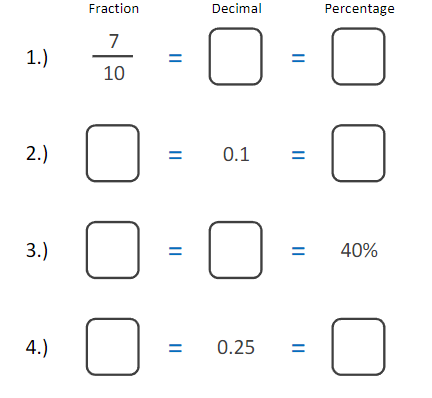 Fraction Decimal Percentage
1.) 7/10 = =
2.) = 0.1 =
3.) = = 40%
4.) = 0.25 =